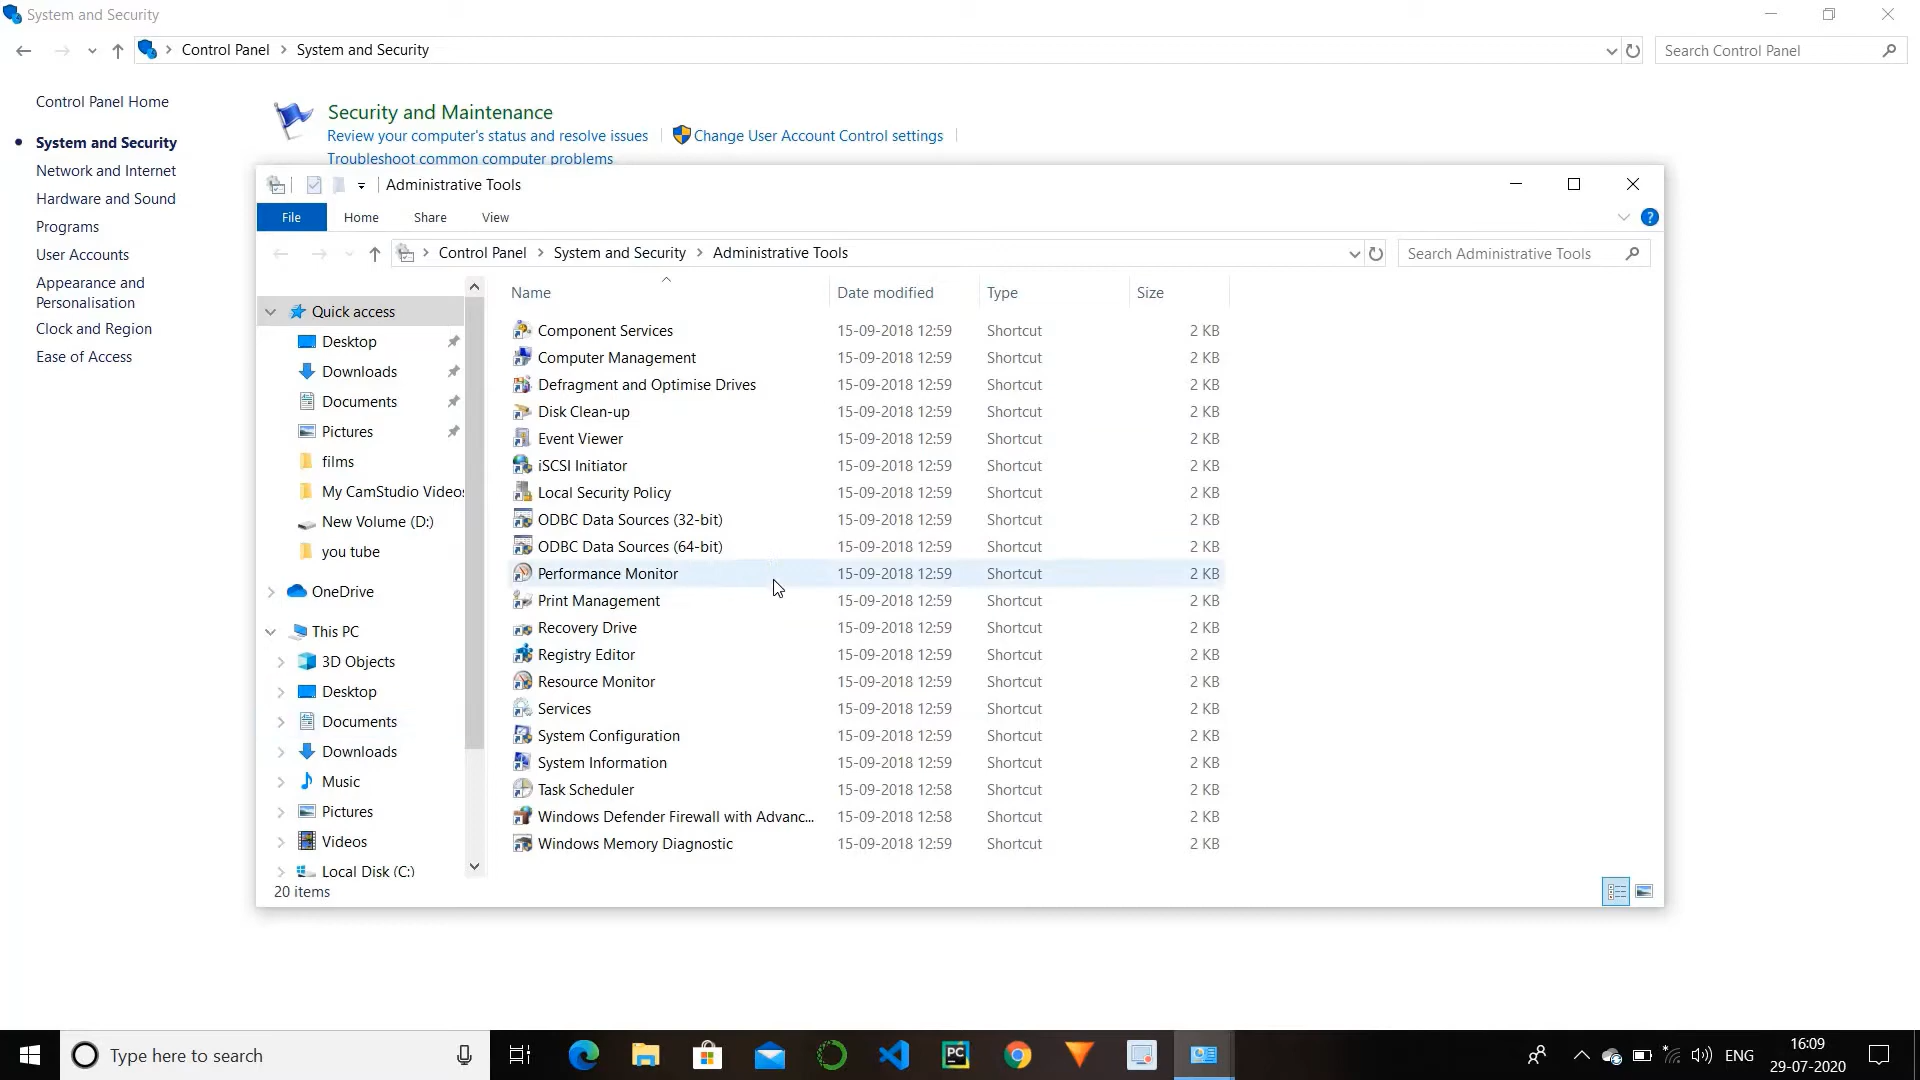 System and Security
Control Panel > System and Security
Search Control Panel
Control Panel Home
System and Security
Network and Internet
Hardware and Sound
Programs
User Accounts
Appearance and
Personalisation
Clock and Region
Ease of Access
Security and Maintenance
Review your computer's status and resolve issues
Change User Account Control settings
Troubleshoot common computer problems
Administrative Tools
File Home Share View
Control Panel > System and Security > Administrative Tools
Search Administrative Tools
Quick access
Desktop
Downloads
Documents
Pictures
films
My CamStudio Videos
New Volume (D:)
you tube
OneDrive
This PC
3D Objects
Desktop
Documents
Downloads
Music
Pictures
Videos
Local Disk (C:)
Name Date modified Type Size
Component Services 15-09-2018 12:59 Shortcut 2 KB
Computer Management 15-09-2018 12:59 Shortcut 2 KB
Defragment and Optimise Drives 15-09-2018 12:59 Shortcut 2 KB
Disk Clean-up 15-09-2018 12:59 Shortcut 2 KB
Event Viewer 15-09-2018 12:59 Shortcut 2 KB
iSCSI Initiator 15-09-2018 12:59 Shortcut 2 KB
Local Security Policy 15-09-2018 12:59 Shortcut 2 KB
ODBC Data Sources (32-bit) 15-09-2018 12:59 Shortcut 2 KB
ODBC Data Sources (64-bit) 15-09-2018 12:59 Shortcut 2 KB
Performance Monitor 15-09-2018 12:59 Shortcut 2 KB
Print Management 15-09-2018 12:59 Shortcut 2 KB
Recovery Drive 15-09-2018 12:59 Shortcut 2 KB
Registry Editor 15-09-2018 12:59 Shortcut 2 KB
Resource Monitor 15-09-2018 12:59 Shortcut 2 KB
Services 15-09-2018 12:59 Shortcut 2 KB
System Configuration 15-09-2018 12:59 Shortcut 2 KB
System Information 15-09-2018 12:59 Shortcut 2 KB
Task Scheduler 15-09-2018 12:58 Shortcut 2 KB
Windows Defender Firewall with Advanc... 15-09-2018 12:58 Shortcut 2 KB
Windows Memory Diagnostic 15-09-2018 12:59 Shortcut 2 KB
20 items
Type here to search
PC
ENG
16:09
29-07-2020